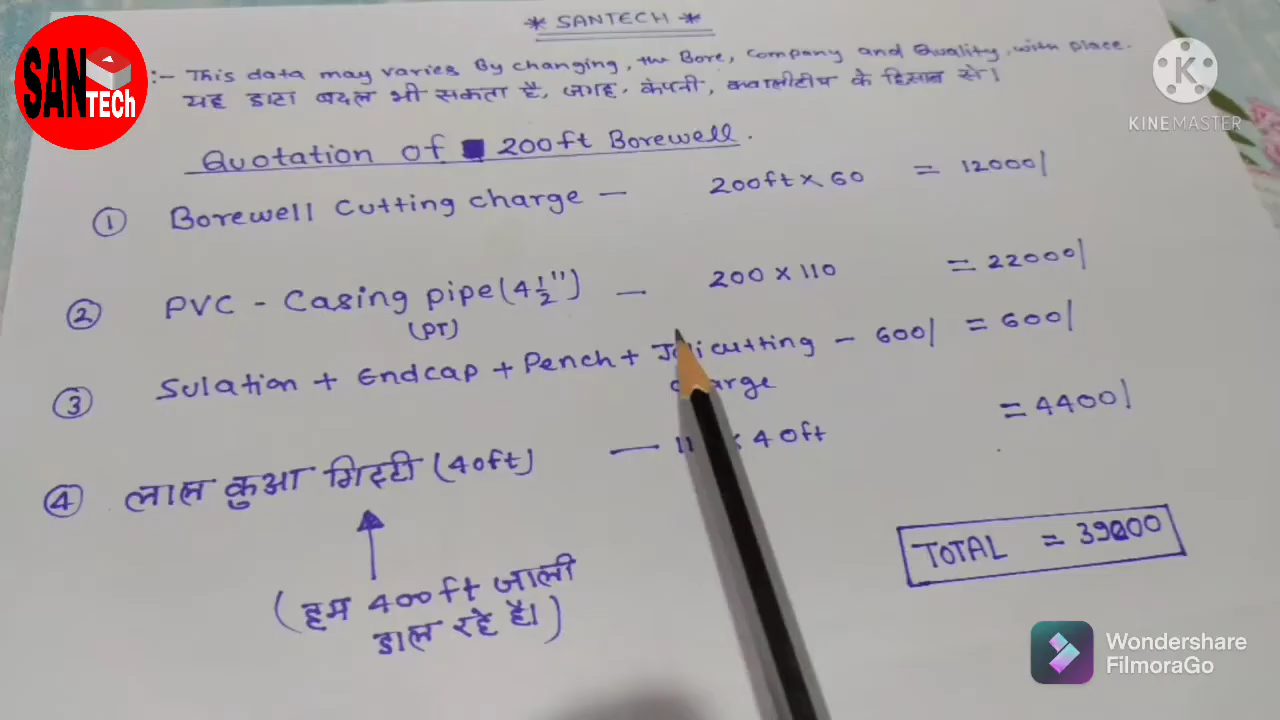 * SANTECH *
SAN
TECh
:- This data may varies By changing, the Bore, company and Quality, with place.
यह डाटा बदल भी सकता है, जगह, कंपनी, क्वालीटीय के हिसाब से।
KINEMASTER
Quotation of 200ft Borewell.
① Borewell cutting charge - 200ft x 60 = 12000/
② PVC - Casing pipe (4½") - 200 x 110 = 22000/
(PT)
③ Sulation + Endcap + Pench + cutting - 600/ = 600/
④ लाल कुआ गिट्टी (40ft) - x 40ft = 4400/
(हम 400ft जाली
डाल रहे है।)
TOTAL = 39000
Wondershare
FilmoraGo